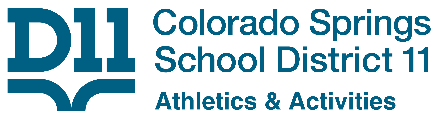 D11
Colorado Springs
School District 11
Athletics & Activities